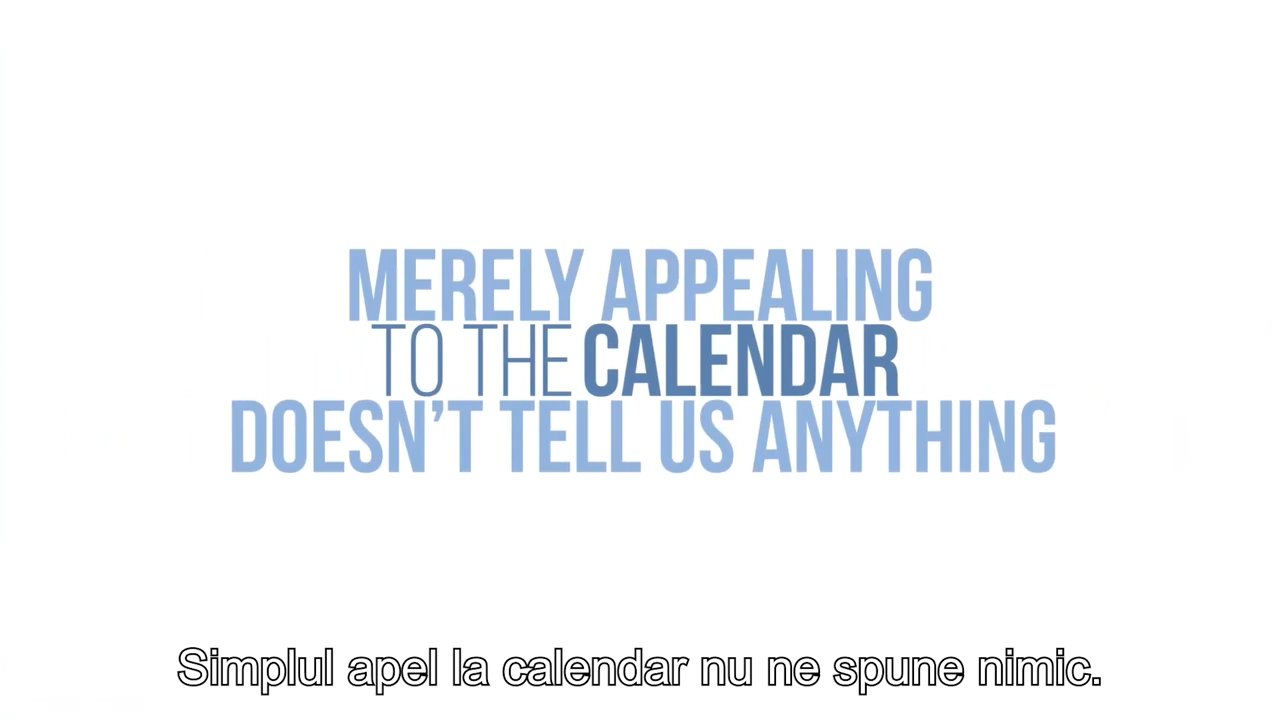 MERELY APPEALING
TO THE CALENDAR
DOESN'T TELL US ANYTHING
Simplul apel la calendar nu ne spune nimic.